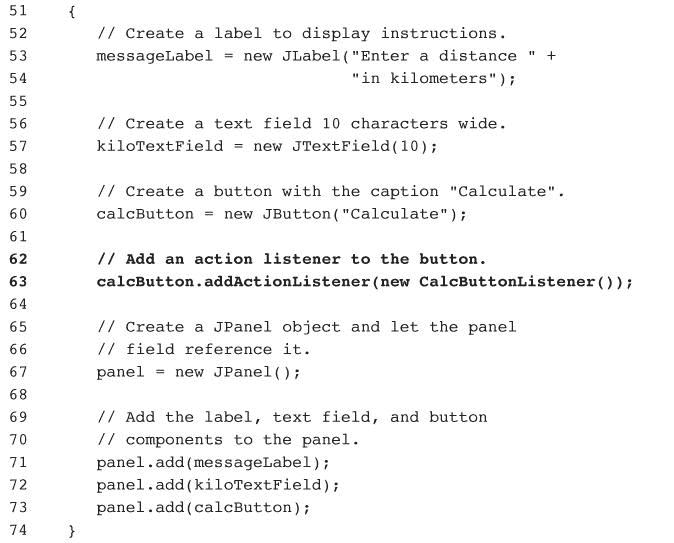 51    {
52       // Create a label to display instructions.
53       messageLabel = new JLabel("Enter a distance " +
54                                 "in kilometers");
55
56       // Create a text field 10 characters wide.
57       kiloTextField = new JTextField(10);
58
59       // Create a button with the caption "Calculate".
60       calcButton = new JButton("Calculate");
61
62       // Add an action listener to the button.
63       calcButton.addActionListener(new CalcButtonListener());
64
65       // Create a JPanel object and let the panel
66       // field reference it.
67       panel = new JPanel();
68
69       // Add the label, text field, and button
70       // components to the panel.
71       panel.add(messageLabel);
72       panel.add(kiloTextField);
73       panel.add(calcButton);
74    }